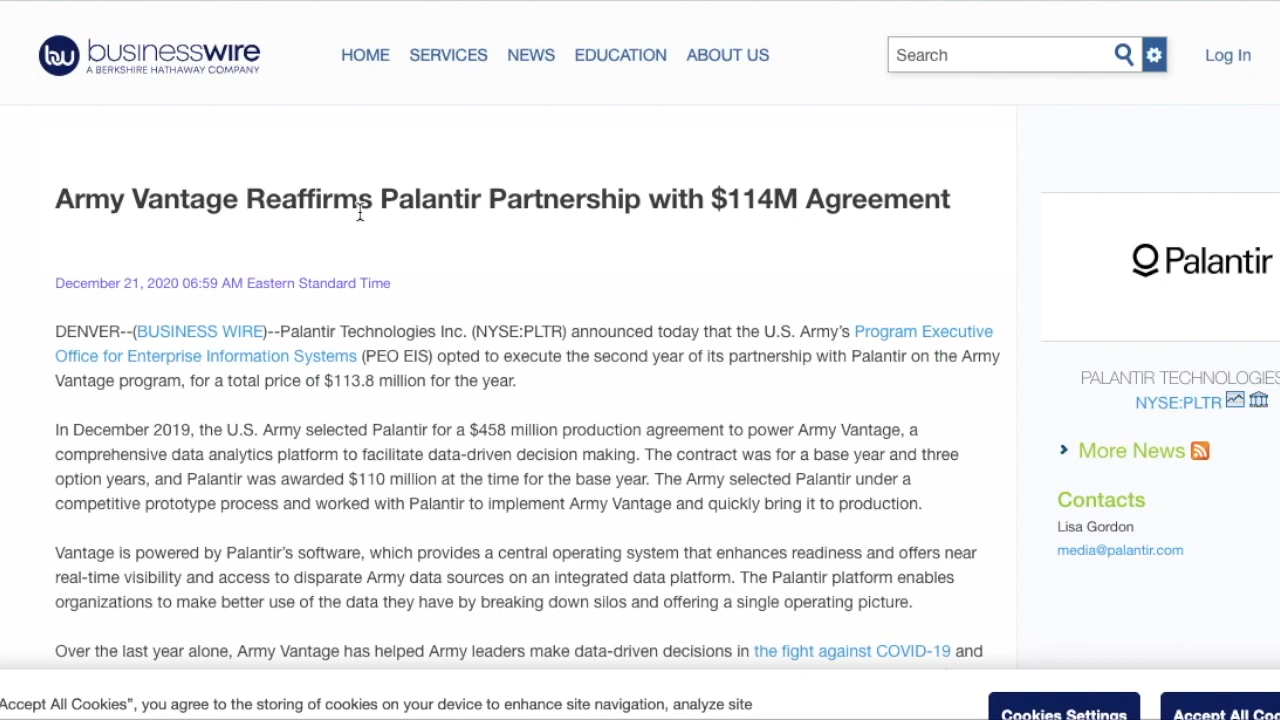 businesswire
A BERKSHIRE HATHAWAY COMPANY
HOME SERVICES NEWS EDUCATION ABOUT US
Search
Log In
Army Vantage Reaffirms Palantir Partnership with $114M Agreement
December 21, 2020 06:59 AM Eastern Standard Time
DENVER--(BUSINESS WIRE)--Palantir Technologies Inc. (NYSE:PLTR) announced today that the U.S. Army’s Program Executive
Office for Enterprise Information Systems (PEO EIS) opted to execute the second year of its partnership with Palantir on the Army
Vantage program, for a total price of $113.8 million for the year.
In December 2019, the U.S. Army selected Palantir for a $458 million production agreement to power Army Vantage, a
comprehensive data analytics platform to facilitate data-driven decision making. The contract was for a base year and three
option years, and Palantir was awarded $110 million at the time for the base year. The Army selected Palantir under a
competitive prototype process and worked with Palantir to implement Army Vantage and quickly bring it to production.
Vantage is powered by Palantir’s software, which provides a central operating system that enhances readiness and offers near
real-time visibility and access to disparate Army data sources on an integrated data platform. The Palantir platform enables
organizations to make better use of the data they have by breaking down silos and offering a single operating picture.
Over the last year alone, Army Vantage has helped Army leaders make data-driven decisions in the fight against COVID-19 and
Palantir
PALANTIR TECHNOLOGIES
NYSE:PLTR
More News
Contacts
Lisa Gordon
media@palantir.com
Accept All Cookies”, you agree to the storing of cookies on your device to enhance site navigation, analyze site
Cookies Settings
Accept All Coo